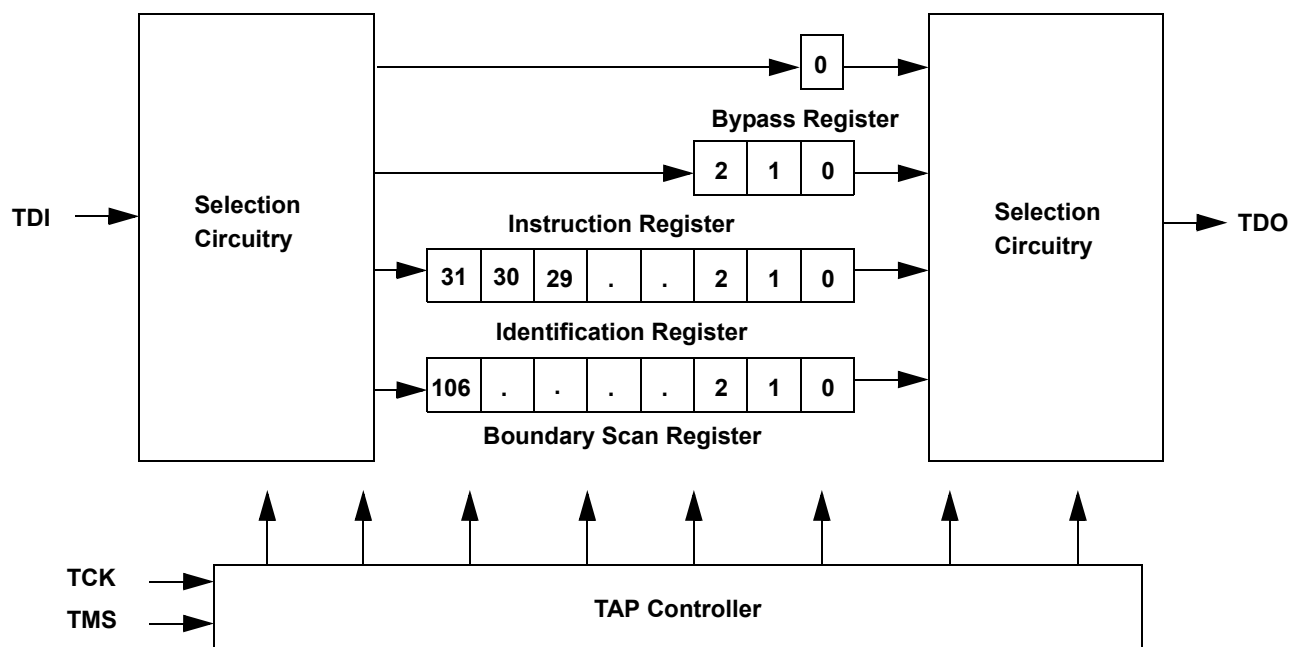 0
Bypass Register
2 1 0
TDI
Selection
Circuitry
Selection
Circuitry
TDO
Instruction Register
31 30 29 . . 2 1 0
Identification Register
106 . . . . 2 1 0
Boundary Scan Register
TCK
TMS
TAP Controller